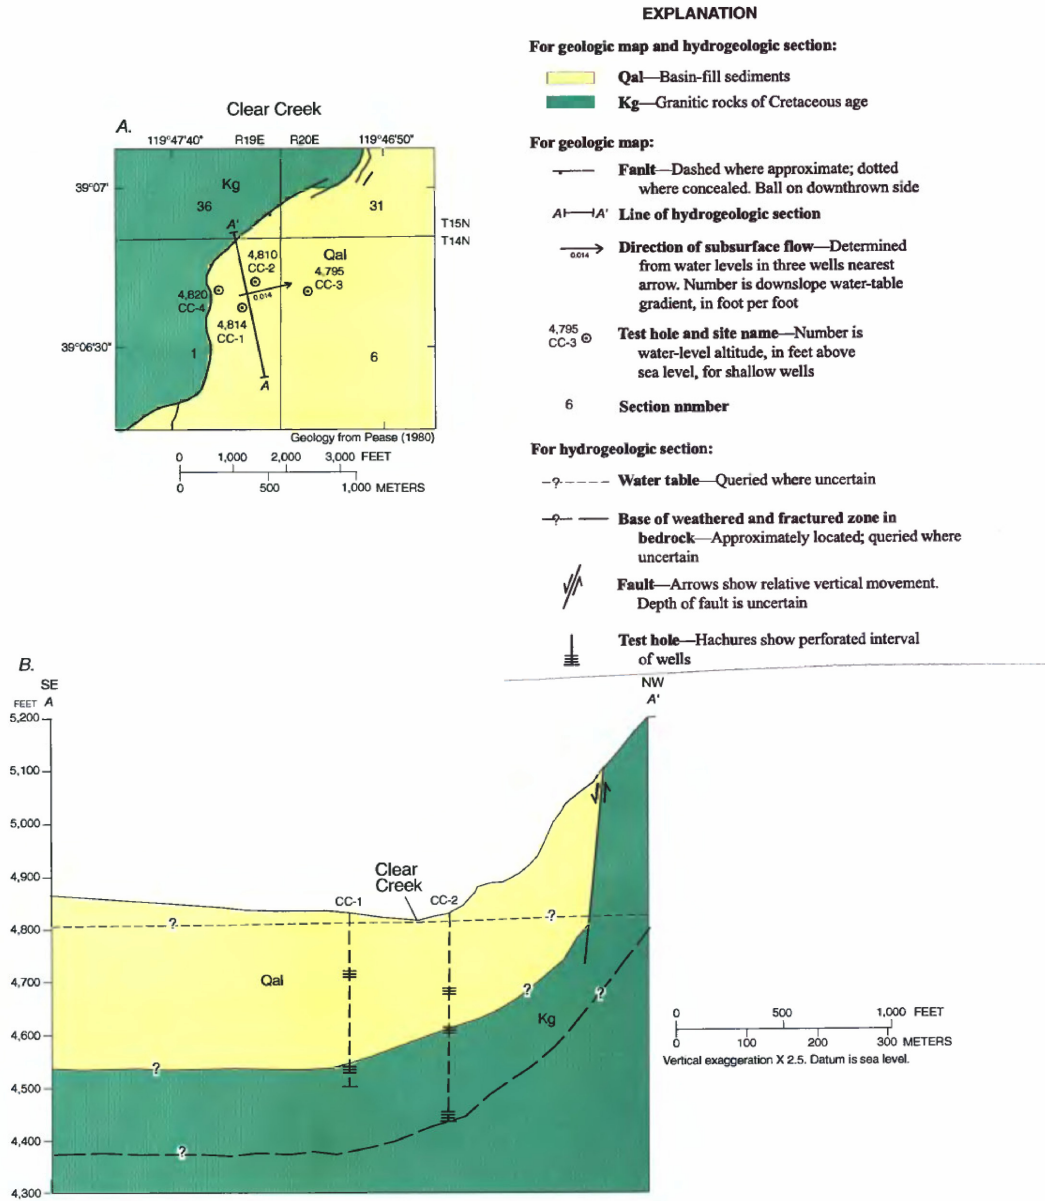 EXPLANATION
For geologic map and hydrogeologic section:
Qal—Basin-fill sediments
Kg—Granitic rocks of Cretaceous age
For geologic map:
Fanlt—Dashed where approximate; dotted
where concealed. Ball on downthrown side
A A' Line of hydrogeologic section
0.014
Direction of subsurface flow—Determined
from water levels in three wells nearest
arrow. Number is downslope water-table
gradient, in foot per foot
4,795
CC-3
Test hole and site name—Number is
water-level altitude, in feet above
sea level, for shallow wells
6 Section nnmber
For hydrogeologic section:
–?– – – – Water table—Queried where uncertain
—?— — Base of weathered and fractured zone in
bedrock—Approximately located; queried where
uncertain
Fault—Arrows show relative vertical movement.
Depth of fault is uncertain
Test hole—Hachures show perforated interval
of wells
Clear Creek
A.
119°47'40" R19E R20E 119°46'50"
39°07'
Kg
36
31
A'
T15N
T14N
4,810
CC-2
Qal
4,795
CC-3
4,820
CC-4
0.014
4,814
CC-1
39°06'30"
1
6
A
Geology from Pease (1980)
0 1,000 2,000 3,000 FEET
0 500 1,000 METERS
B.
SE
FEET A
NW
A'
5,200
5,100
5,000
4,900
4,800
4,700
4,600
4,500
4,400
4,300
Clear
Creek
CC-1
CC-2
?
?
Qal
?
?
Kg
?
?
0 500 1,000 FEET
0 100 200 300 METERS
Vertical exaggeration X 2.5. Datum is sea level.